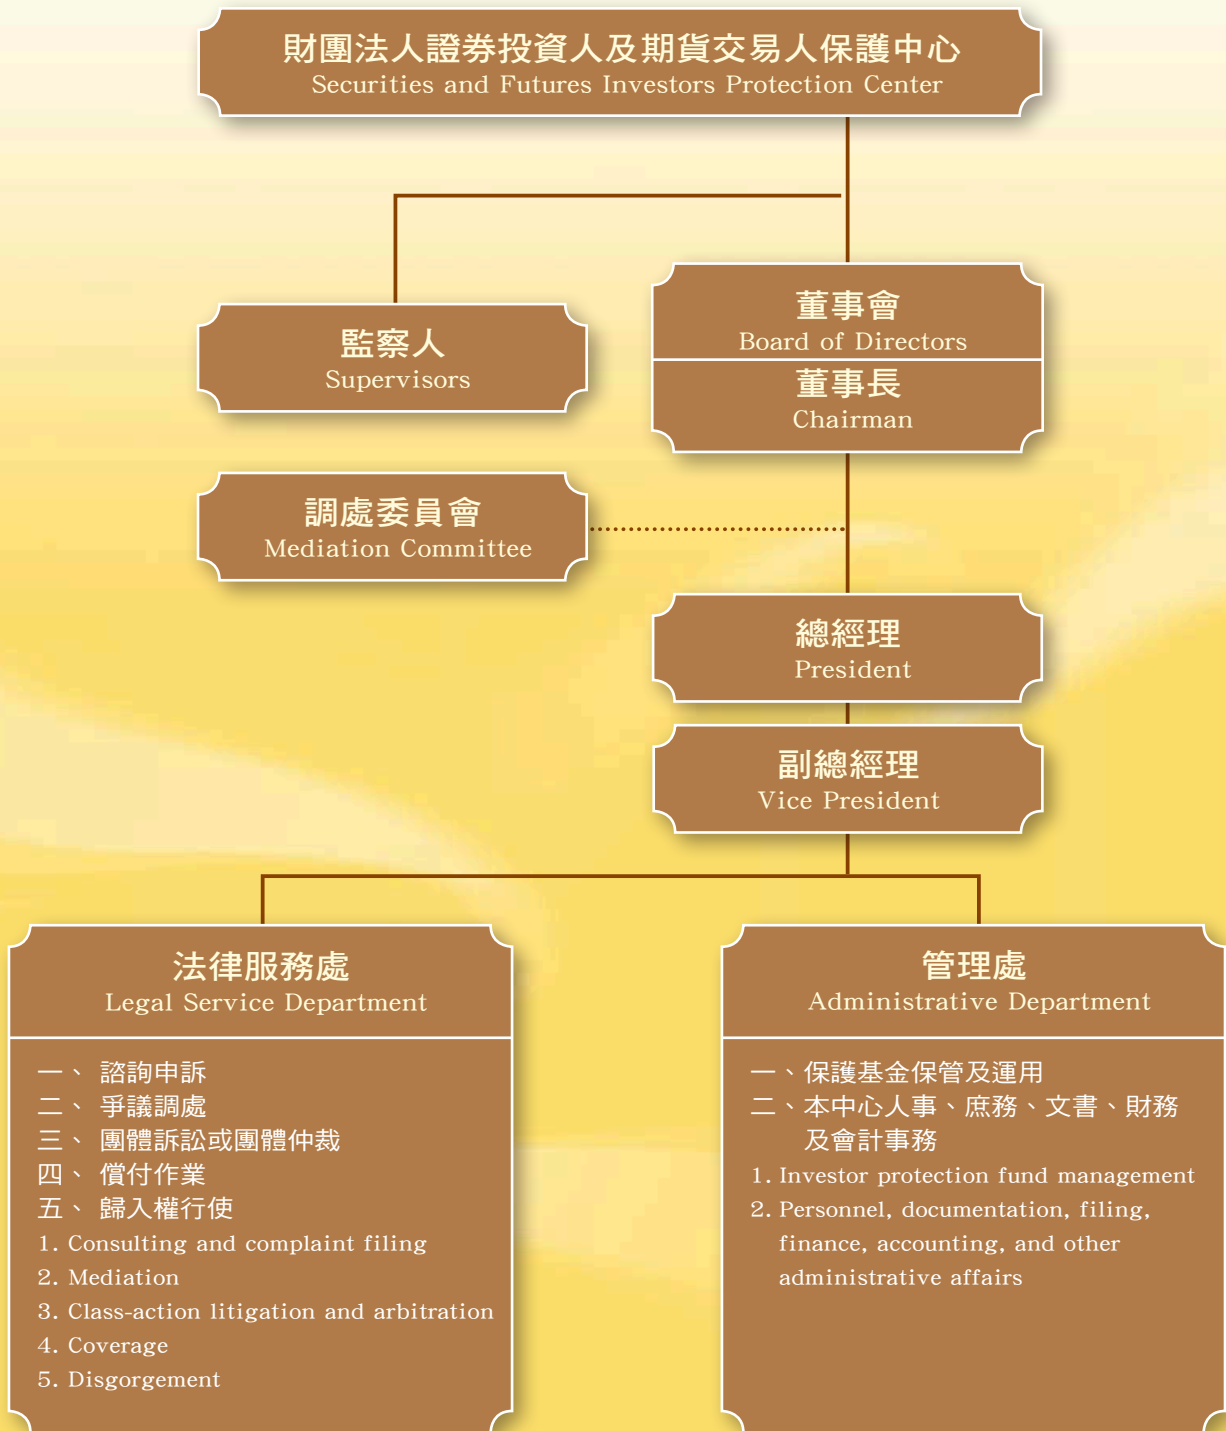 財團法人證券投資人及期貨交易人保護中心
Securities and Futures Investors Protection Center
董事會
Board of Directors
監察人
Supervisors
董事長
Chairman
調處委員會
Mediation Committee
總經理
President
副總經理
Vice President
法律服務處
Legal Service Department
一、 諮詢申訴
二、 爭議調處
三、 團體訴訟或團體仲裁
四、 償付作業
五、 歸入權行使
1. Consulting and complaint filing
2. Mediation
3. Class-action litigation and arbitration
4. Coverage
5. Disgorgement
管理處
Administrative Department
一、保護基金保管及運用
二、本中心人事、庶務、文書、財務
及會計事務
1. Investor protection fund management
2. Personnel, documentation, filing,
finance, accounting, and other
administrative affairs